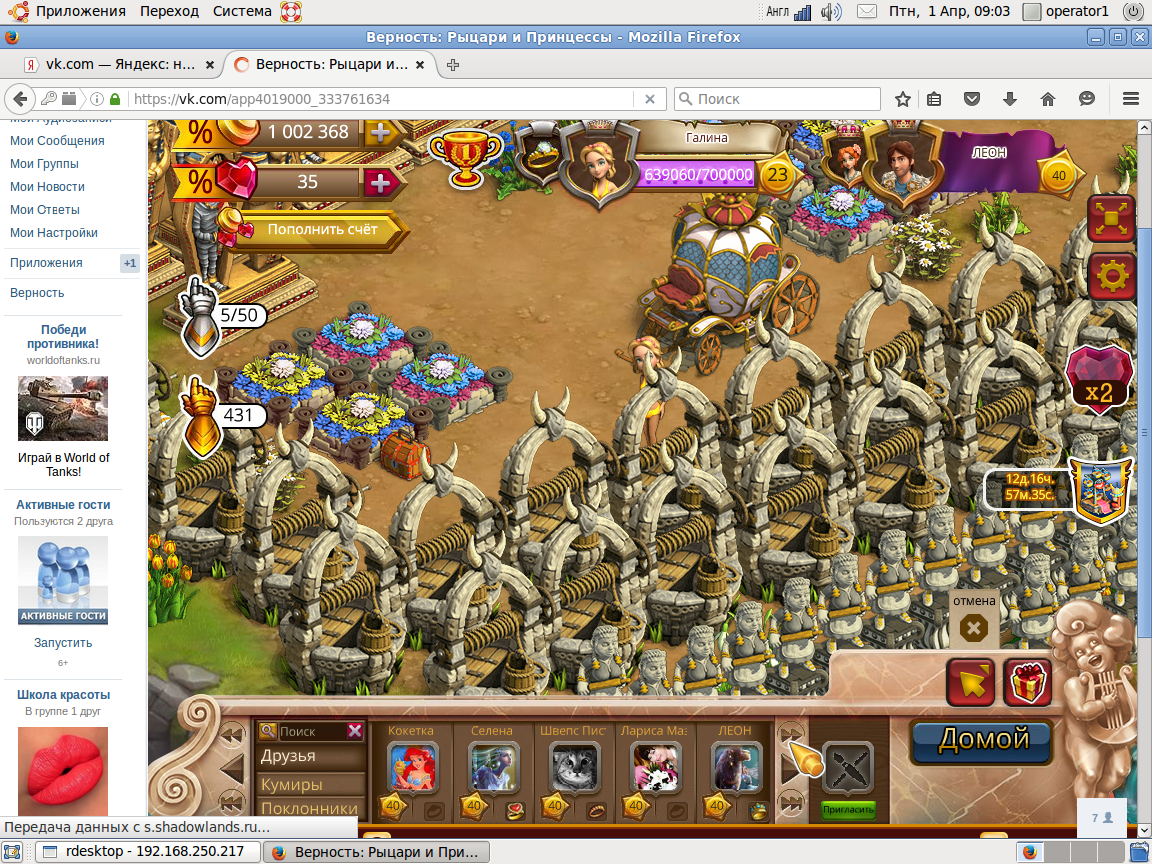 Приложения Переход Система
Англ
Птн, 1 Апр, 09:03
operator1
Верность: Рыцари и Принцессы - Mozilla Firefox
vk.com — Яндекс: н...
Верность: Рыцари и...
https://vk.com/app4019000_333761634
Поиск
Мои Сообщения
Мои Группы
Мои Новости
Мои Ответы
Мои Настройки
Приложения +1
Верность
Победи
противника!
worldoftanks.ru
Играй в World of
Tanks!
Активные гости
Пользуются 2 друга
АКТИВНЫЕ ГОСТИ
Запустить
6+
Школа красоты
В группе 1 друг
% 1 002 368
% 35
Пополнить счёт
5/50
431
Галина
639060/700000
23
ЛЕОН
40
x2
12д.16ч.
57м.35с.
отмена
Поиск
Друзья
Кумиры
Поклонники
Кокетка
40
Селена
40
Швепс Пис
40
Лариса Ма
40
ЛЕОН
40
Пригласить
Домой
7
Передача данных с s.shadowlands.ru...
rdesktop - 192.168.250.217
Верность: Рыцари и При...